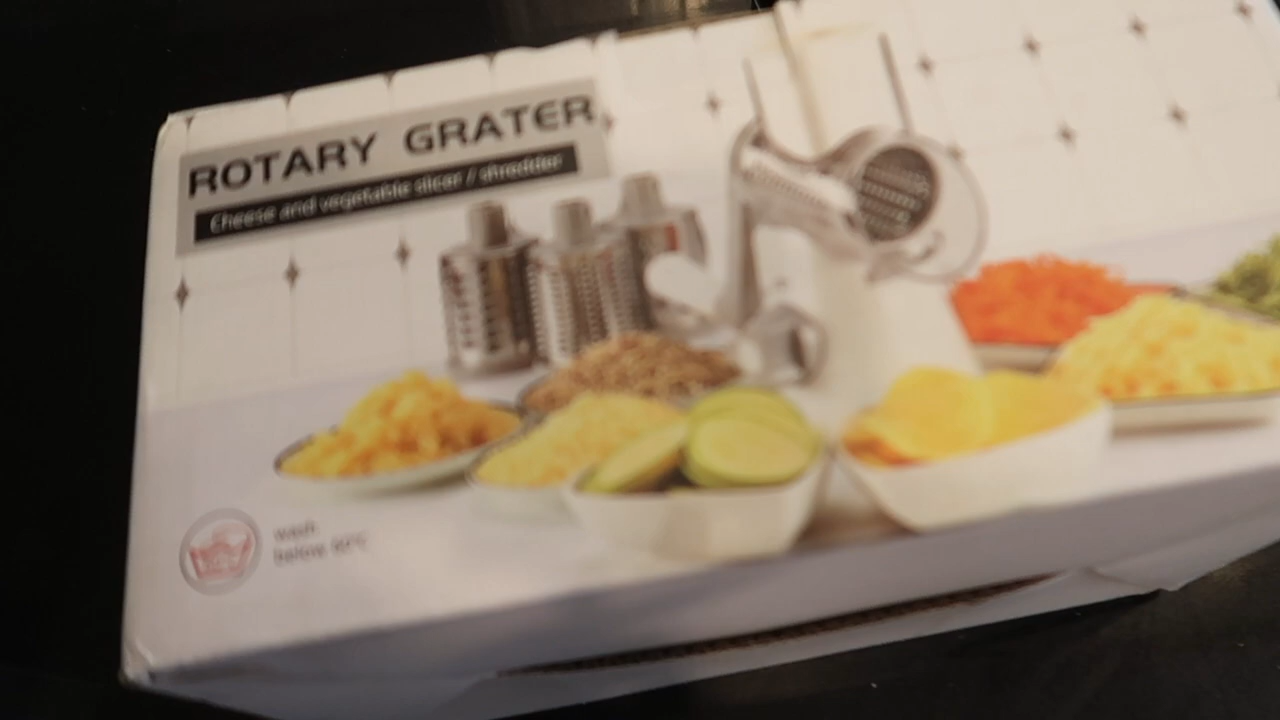 ROTARY GRATER
Cheese and vegetable slicer / shredder
wash
below